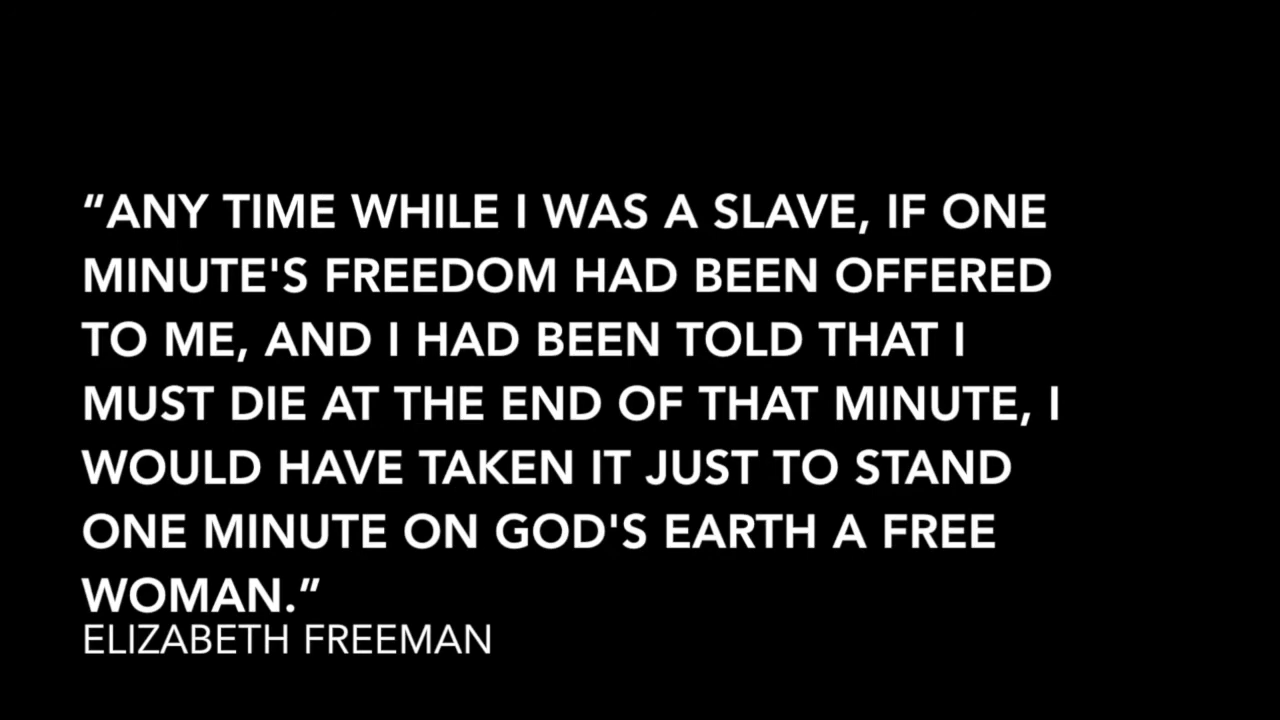 “ANY TIME WHILE I WAS A SLAVE, IF ONE
MINUTE'S FREEDOM HAD BEEN OFFERED
TO ME, AND I HAD BEEN TOLD THAT I
MUST DIE AT THE END OF THAT MINUTE, I
WOULD HAVE TAKEN IT JUST TO STAND
ONE MINUTE ON GOD'S EARTH A FREE
WOMAN.”
ELIZABETH FREEMAN